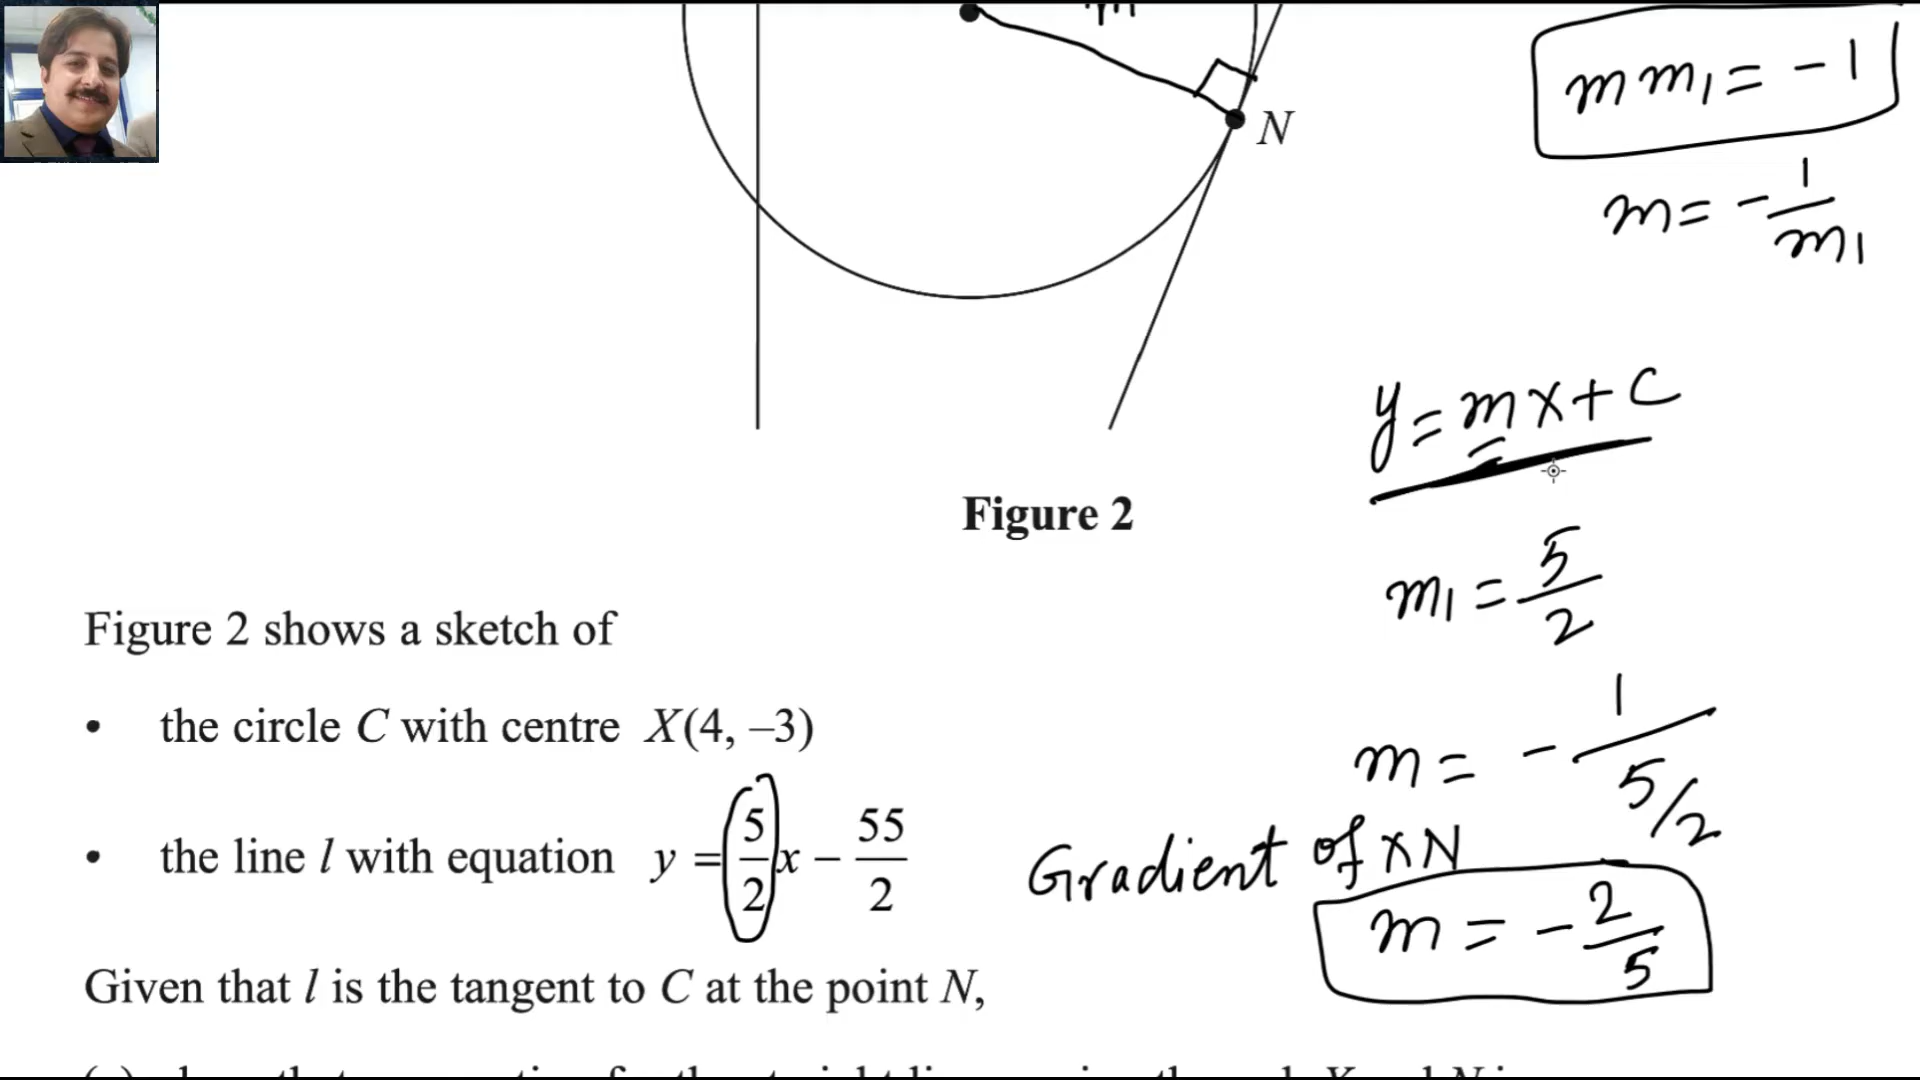 m
N
m m₁ = -1
m = -1/m₁
y = mx + c
Figure 2
m₁ = 5/2
Figure 2 shows a sketch of
• the circle C with centre X(4, –3)
m = - 1/(5/2)
• the line l with equation y = (5/2)x – 55/2
Gradient of XN
m = - 2/5
Given that l is the tangent to C at the point N,